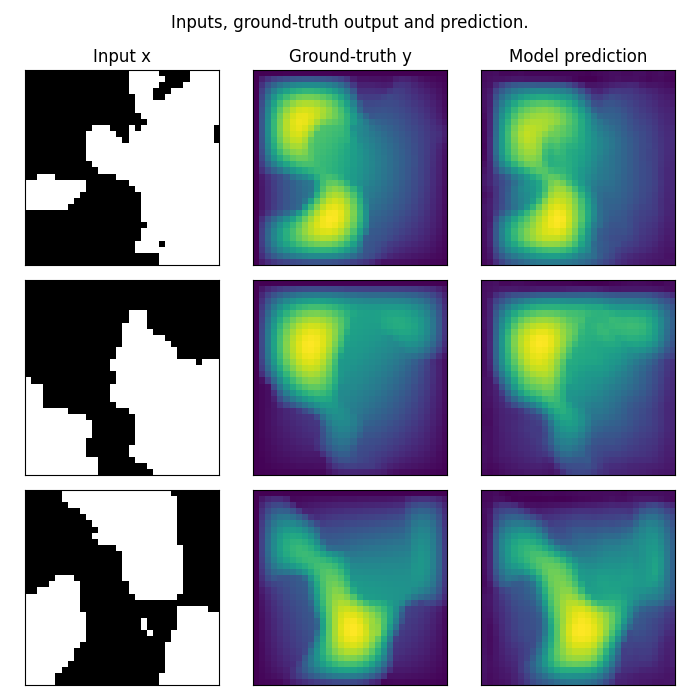 Inputs, ground-truth output and prediction.
Input x
Ground-truth y
Model prediction